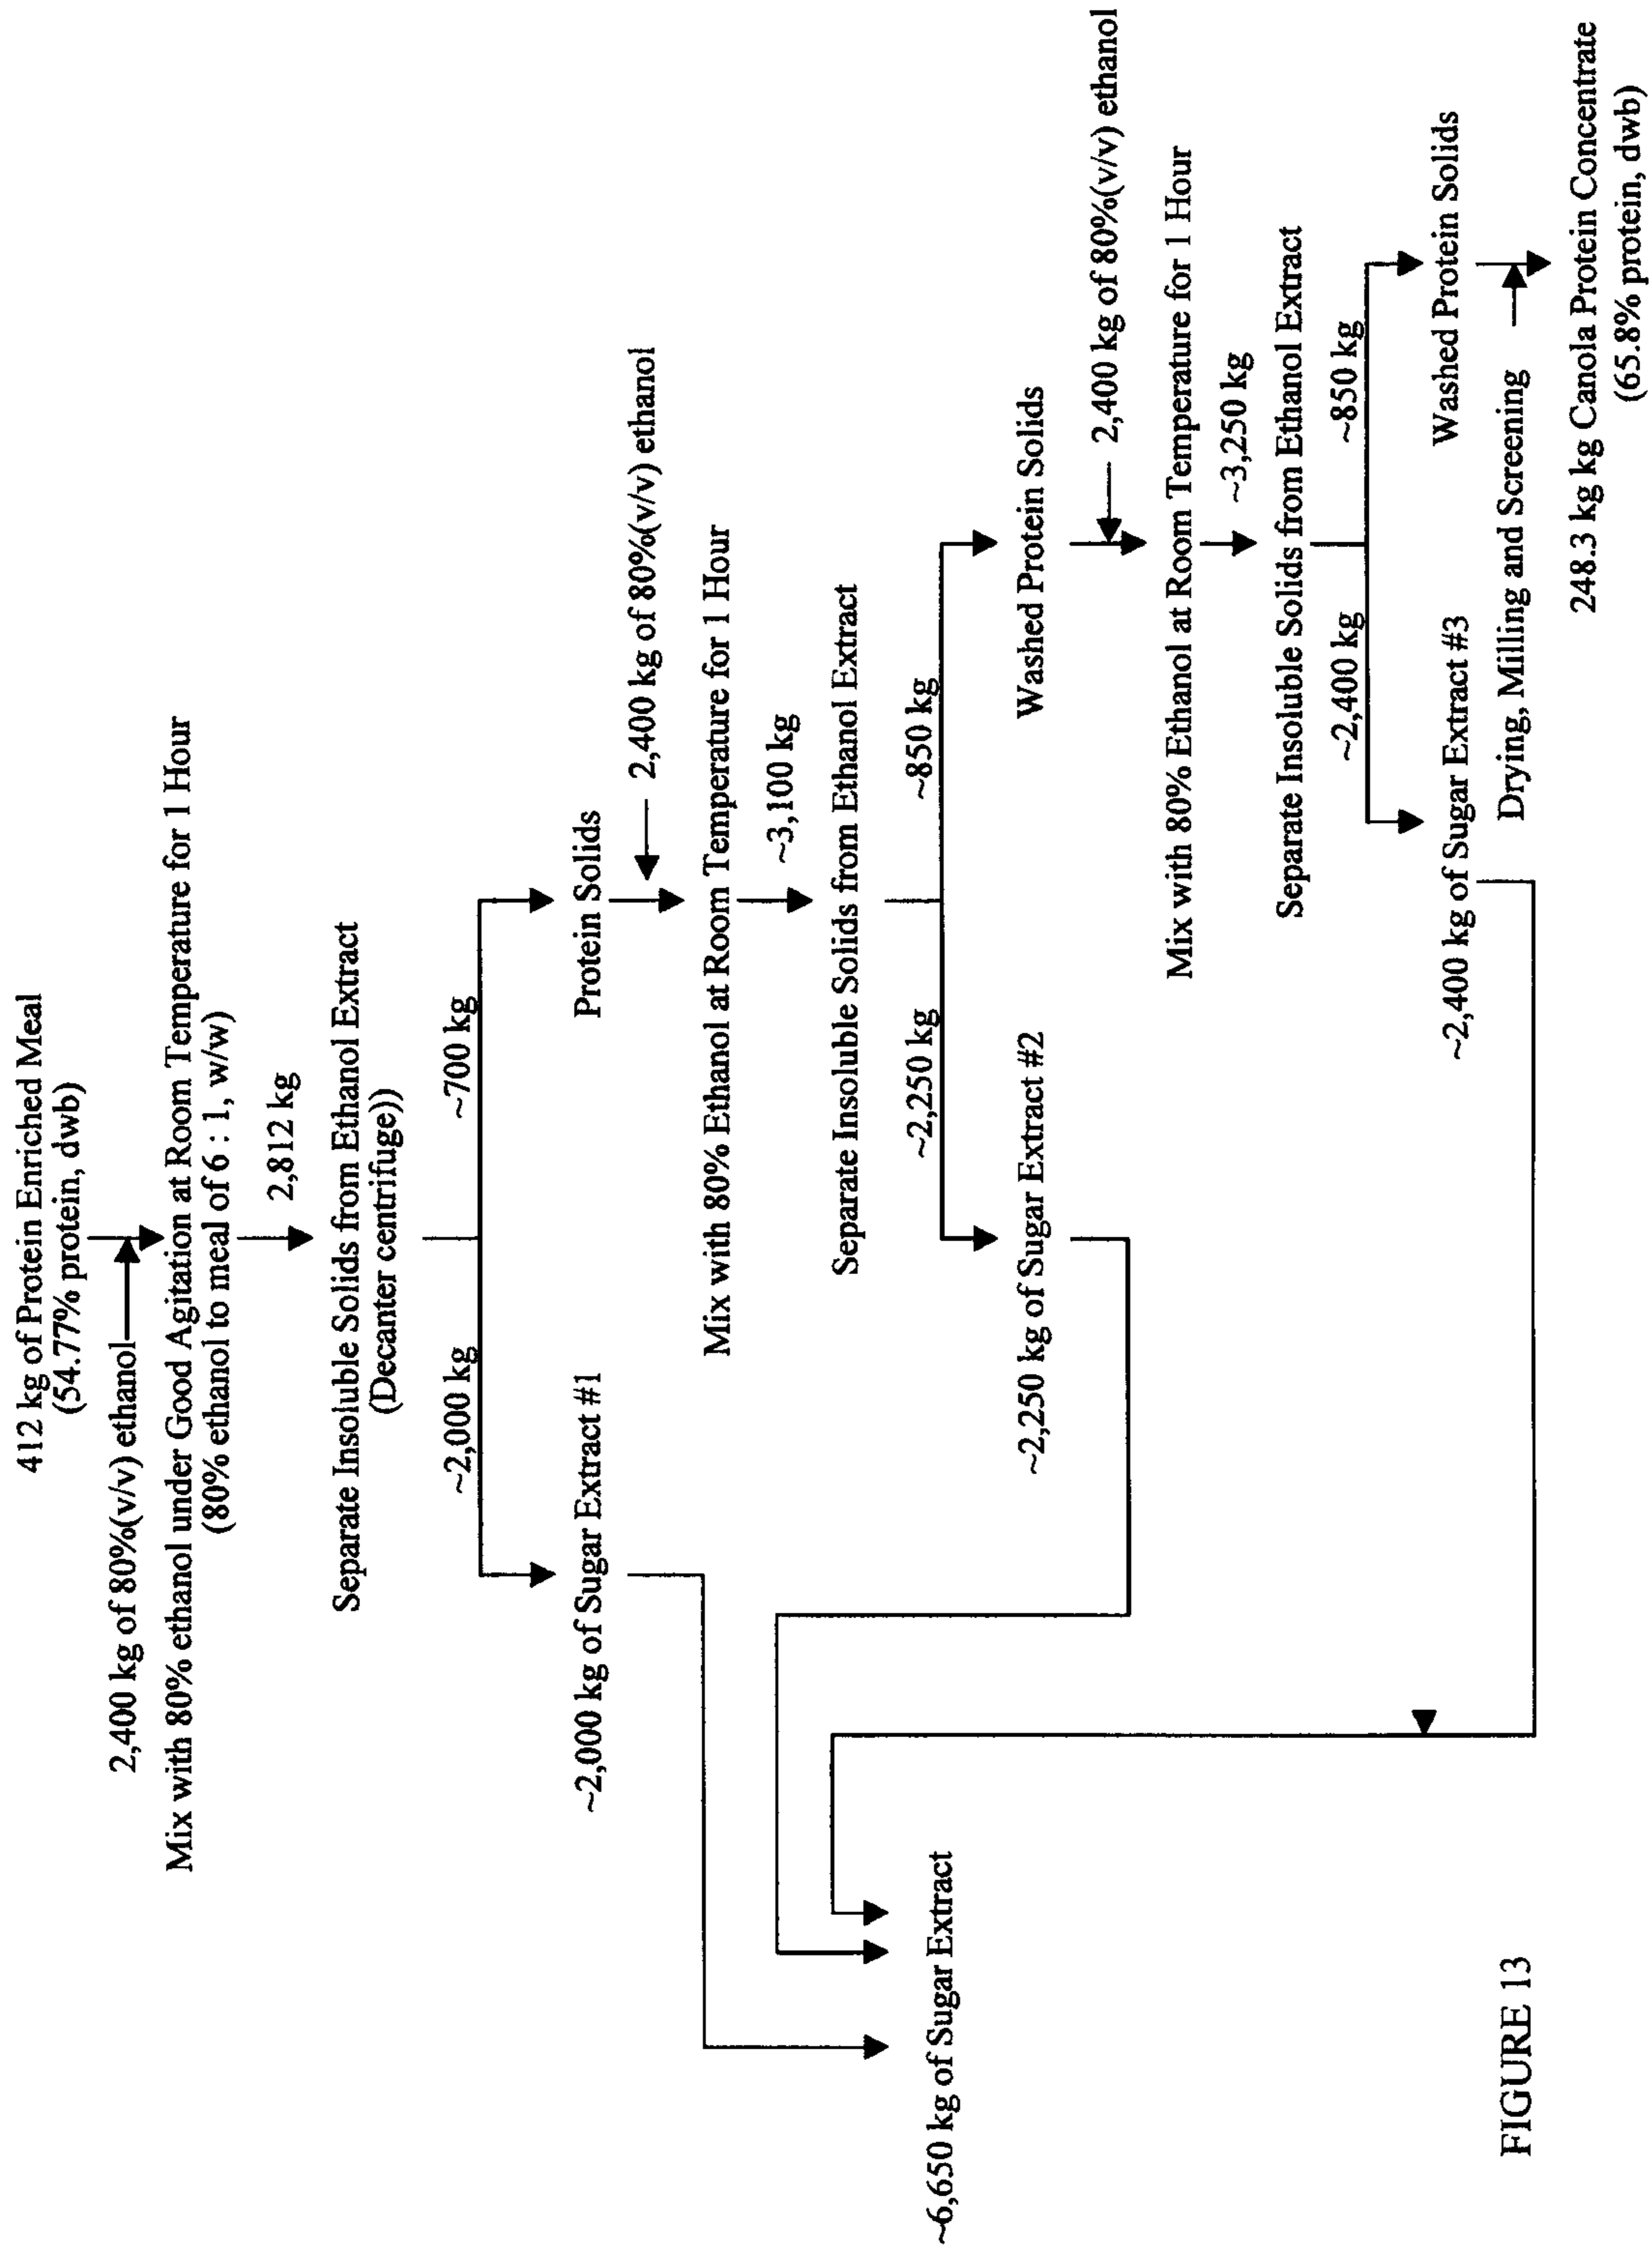 412 kg of Protein Enriched Meal
(54.77% protein, dwb)
2,400 kg of 80%(v/v) ethanol
Mix with 80% ethanol under Good Agitation at Room Temperature for 1 Hour
(80% ethanol to meal of 6 : 1, w/w)
2,812 kg
Separate Insoluble Solids from Ethanol Extract
(Decanter centrifuge))
~2,000 kg
~700 kg
~2,000 kg of Sugar Extract #1
Protein Solids
2,400 kg of 80%(v/v) ethanol
Mix with 80% Ethanol at Room Temperature for 1 Hour
~3,100 kg
Separate Insoluble Solids from Ethanol Extract
~2,250 kg
~850 kg
~6,650 kg of Sugar Extract
~2,250 kg of Sugar Extract #2
Washed Protein Solids
2,400 kg of 80%(v/v) ethanol
Mix with 80% Ethanol at Room Temperature for 1 Hour
~3,250 kg
Separate Insoluble Solids from Ethanol Extract
~2,400 kg
~850 kg
~2,400 kg of Sugar Extract #3
Washed Protein Solids
Drying, Milling and Screening
248.3 kg kg Canola Protein Concentrate
(65.8% protein, dwb)
FIGURE 13